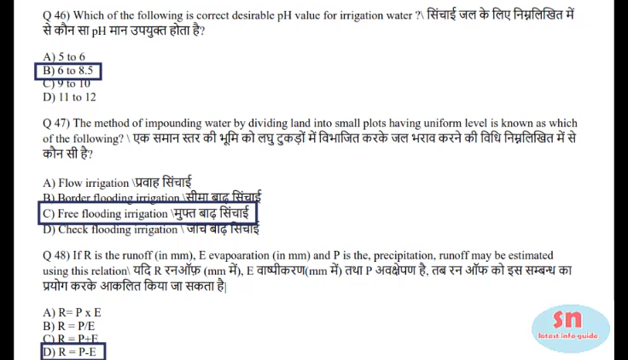 Q 46) Which of the following is correct desirable pH value for irrigation water ?\ सिंचाई जल के लिए निम्नलिखित में
से कौन सा pH मान उपयुक्त होता है?
A) 5 to 6
B) 6 to 8.5
C) 9 to 10
D) 11 to 12
Q 47) The method of impounding water by dividing land into small plots having uniform level is known as which
of the following? \ एक समान स्तर की भूमि को लघु टुकड़ों में विभाजित करके जल भराव करने की विधि निम्नलिखित में से
कौन सी है?
A) Flow irrigation \प्रवाह सिंचाई
B) Border flooding irrigation \सीमा बाढ़ सिंचाई
C) Free flooding irrigation \मुफ्त बाढ़ सिंचाई
D) Check flooding irrigation \जांच बाढ़ सिंचाई
Q 48) If R is the runoff (in mm), E evapoaration (in mm) and P is the, precipitation, runoff may be estimated
using this relation\ यदि R रनऑफ़ (mm में), E वाष्पीकरण(mm में) तथा P अवक्षेपण है, तब रन ऑफ को इस सम्बन्ध का
प्रयोग करके आकलित किया जा सकता है|
A) R= P x E
B) R = P/E
C) R = P+E
D) R = P-E
sn
latest info guide